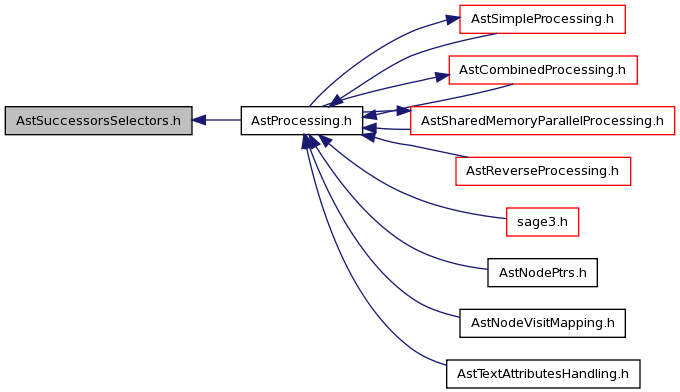 AstSimpleProcessing.h
AstCombinedProcessing.h
AstSuccessorsSelectors.h
AstProcessing.h
AstSharedMemoryParallelProcessing.h
AstReverseProcessing.h
sage3.h
AstNodePtrs.h
AstNodeVisitMapping.h
AstTextAttributesHandling.h